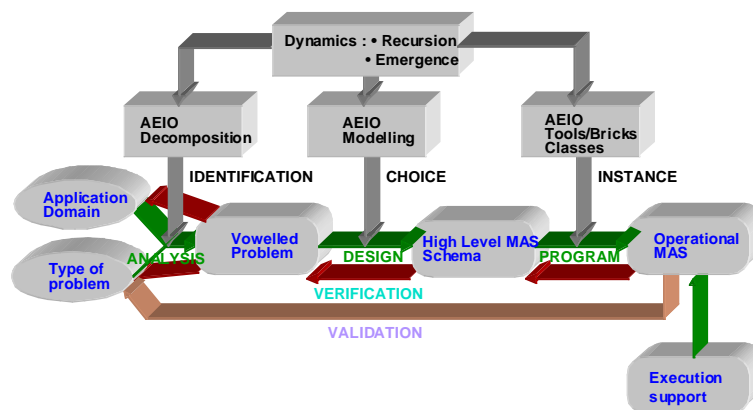 Dynamics : • Recursion
• Emergence
AEIO
Decomposition
AEIO
Modelling
AEIO
Tools/Bricks
Classes
IDENTIFICATION
CHOICE
INSTANCE
Application
Domain
Vowelled
Problem
High Level MAS
Schema
Operational
MAS
ANALYSIS
DESIGN
PROGRAM
Type of
problem
VERIFICATION
VALIDATION
Execution
support